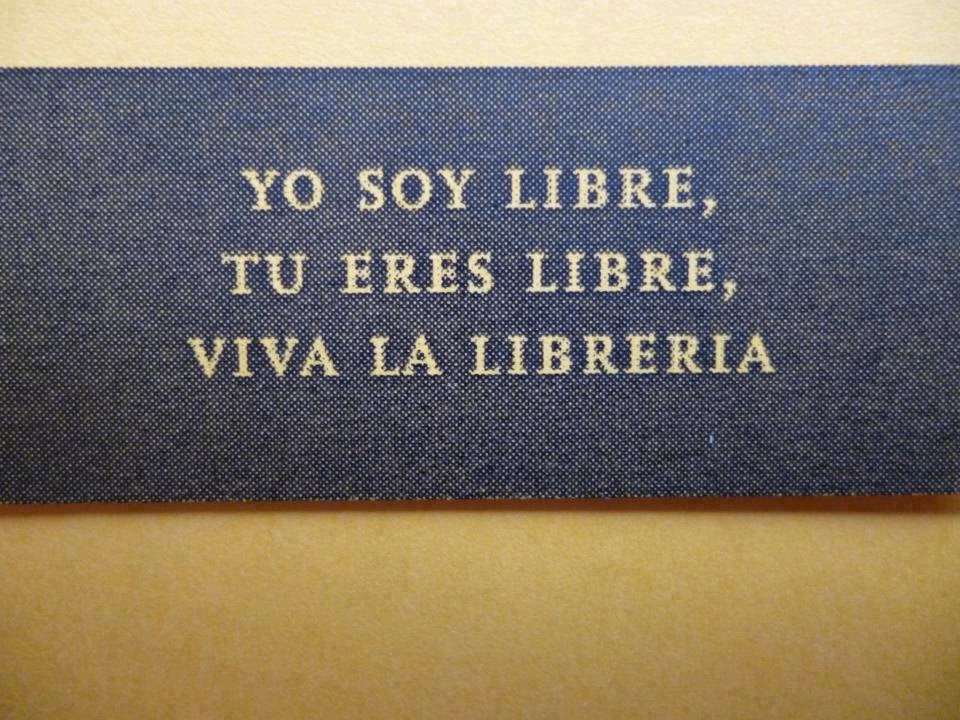 YO SOY LIBRE,
TU ERES LIBRE,
VIVA LA LIBRERIA